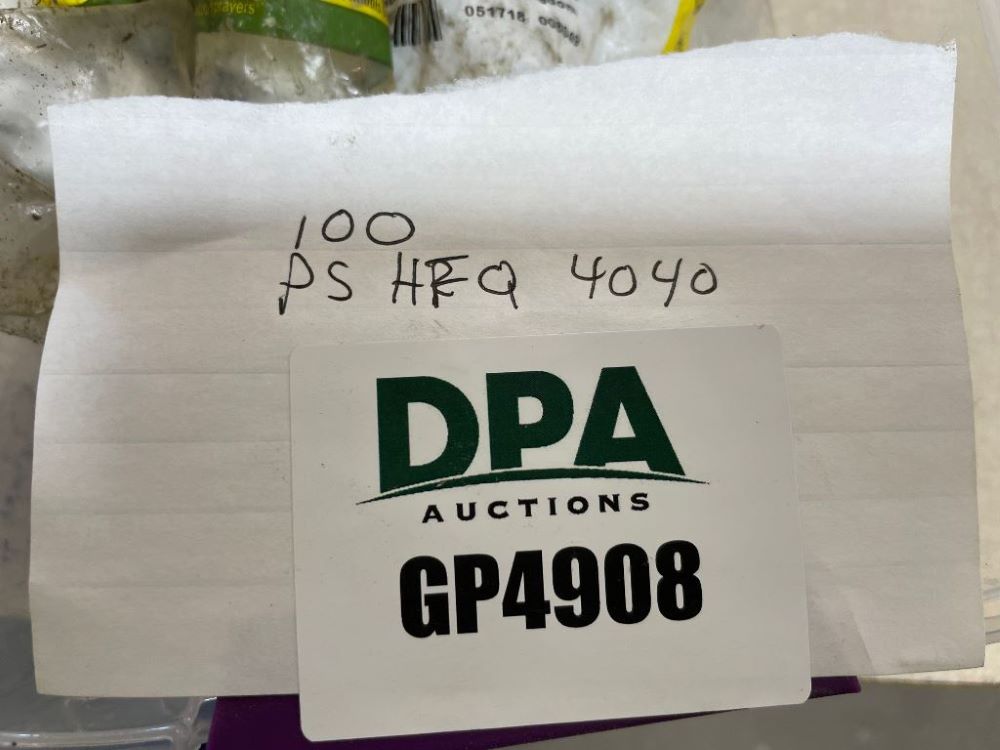 sprayers
051718
100
PS HFQ 4040
DPA
AUCTIONS
GP4908